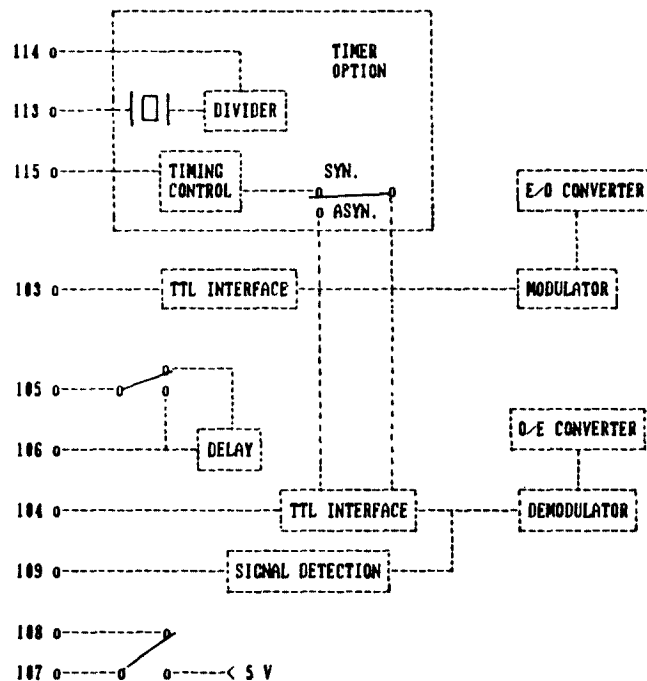 114 o
TIMER
OPTION
113 o
DIVIDER
115 o
TIMING
CONTROL
SYN.
ASYN.
E/O CONVERTER
103 o
TTL INTERFACE
MODULATOR
105 o
106 o
DELAY
O/E CONVERTER
104 o
TTL INTERFACE
DEMODULATOR
109 o
SIGNAL DETECTION
108 o
107 o
< 5 V